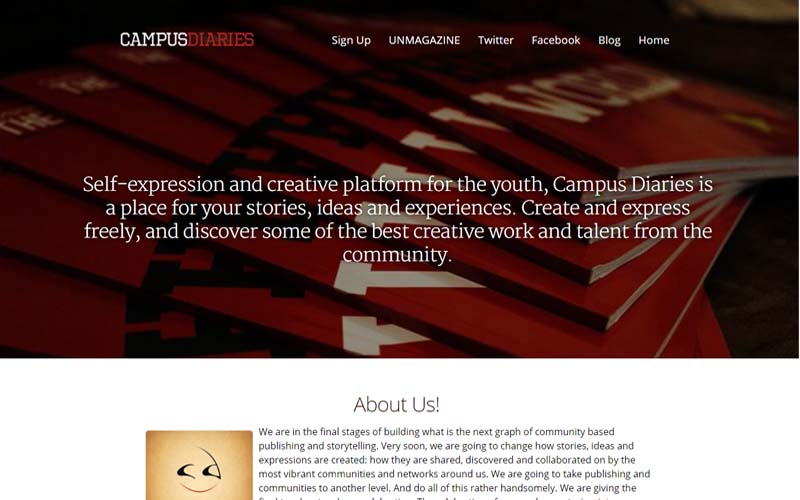 CAMPUSDIARIES
Sign Up UNMAGAZINE Twitter Facebook Blog Home
THE
WORD
Self-expression and creative platform for the youth, Campus Diaries is
a place for your stories, ideas and experiences. Create and express
freely, and discover some of the best creative work and talent from the
community.
About Us!
We are in the final stages of building what is the next graph of community based
publishing and storytelling. Very soon, we are going to change how stories, ideas and
expressions are created: how they are shared, discovered and collaborated on by the
most vibrant communities and networks around us. We are going to take publishing and
communities to another level. And do all of this rather handsomely. We are giving the